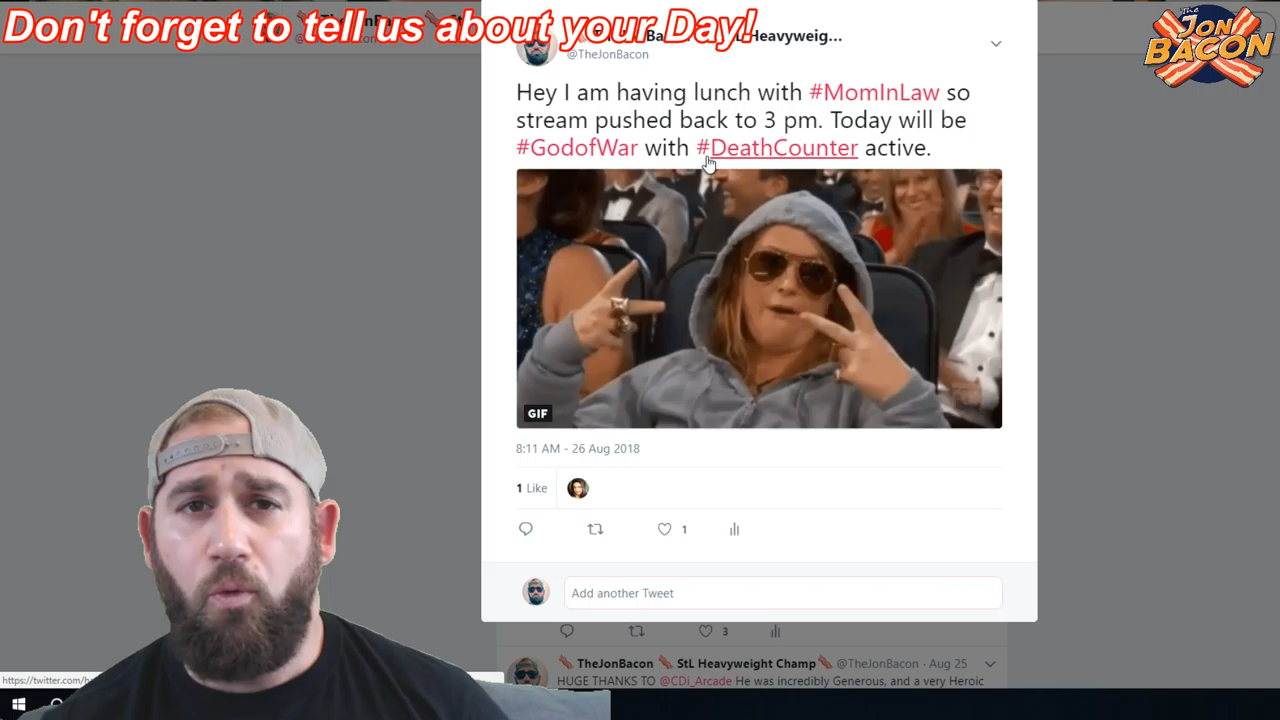 Don't forget to tell us about your Day!
The
JON
BACON
Heavyweig...
@TheJonBacon
Hey I am having lunch with #MomInLaw so
stream pushed back to 3 pm. Today will be
#GodofWar with #DeathCounter active.
GIF
8:11 AM - 26 Aug 2018
1 Like
1
Add another Tweet
3
TheJonBacon StL Heavyweight Champ @TheJonBacon - Aug 25
HUGE THANKS TO @CDi_Arcade He was incredibly Generous, and a very Heroic
https://twitter.com/